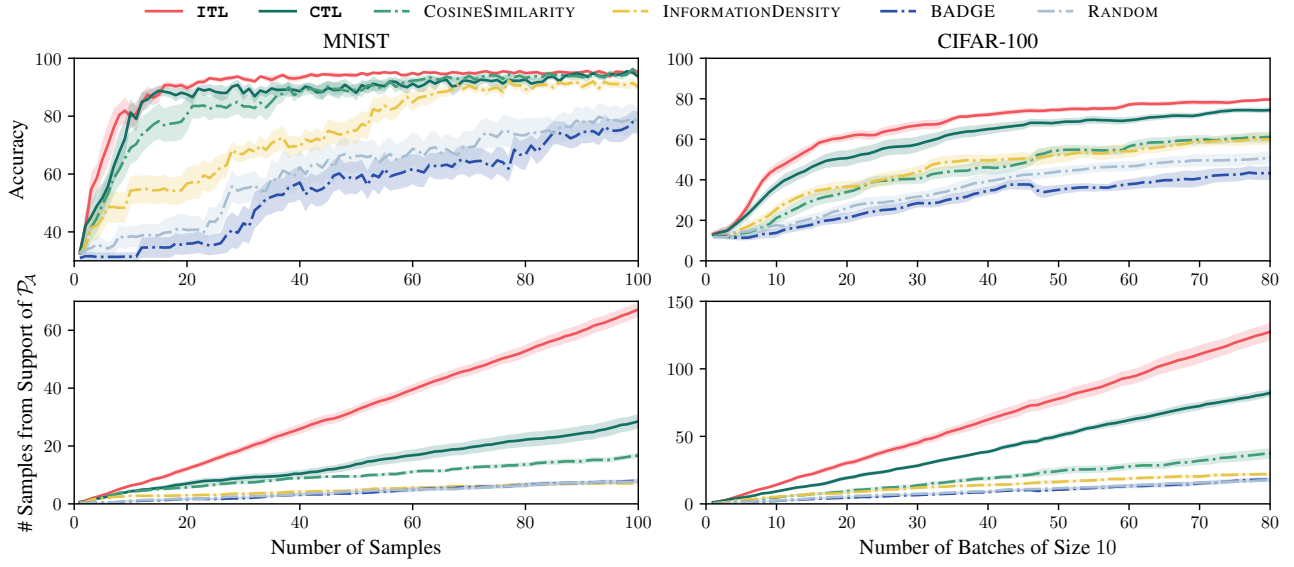 ITL CTL COSINESIMILARITY INFORMATIONDENSITY BADGE RANDOM
MNIST
CIFAR-100
Accuracy
100
80
60
40
0 20 40 60 80 100
100
80
60
40
20
0
0 10 20 30 40 50 60 70 80
# Samples from Support of 𝒫_𝒜
60
40
20
0
0 20 40 60 80 100
Number of Samples
150
100
50
0
0 10 20 30 40 50 60 70 80
Number of Batches of Size 10